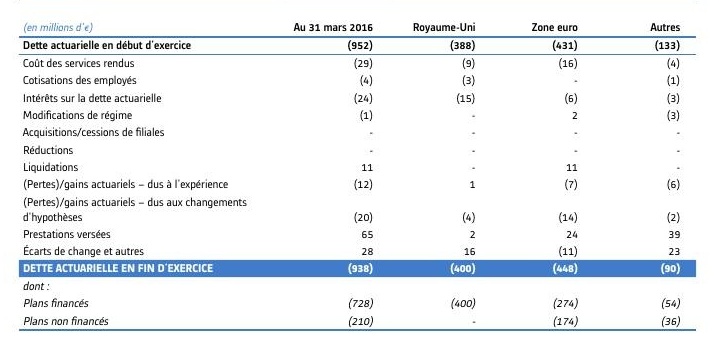 (en millions d'€) Au 31 mars 2016 Royaume-Uni Zone euro Autres
Dette actuarielle en début d'exercice (952) (388) (431) (133)
Coût des services rendus (29) (9) (16) (4)
Cotisations des employés (4) (3) - (1)
Intérêts sur la dette actuarielle (24) (15) (6) (3)
Modifications de régime (1) - 2 (3)
Acquisitions/cessions de filiales - - - -
Réductions - - - -
Liquidations 11 - 11 -
(Pertes)/gains actuariels – dus à l'expérience (12) 1 (7) (6)
(Pertes)/gains actuariels – dus aux changements
d'hypothèses (20) (4) (14) (2)
Prestations versées 65 2 24 39
Écarts de change et autres 28 16 (11) 23
DETTE ACTUARIELLE EN FIN D'EXERCICE (938) (400) (448) (90)
dont :
Plans financés (728) (400) (274) (54)
Plans non financés (210) - (174) (36)